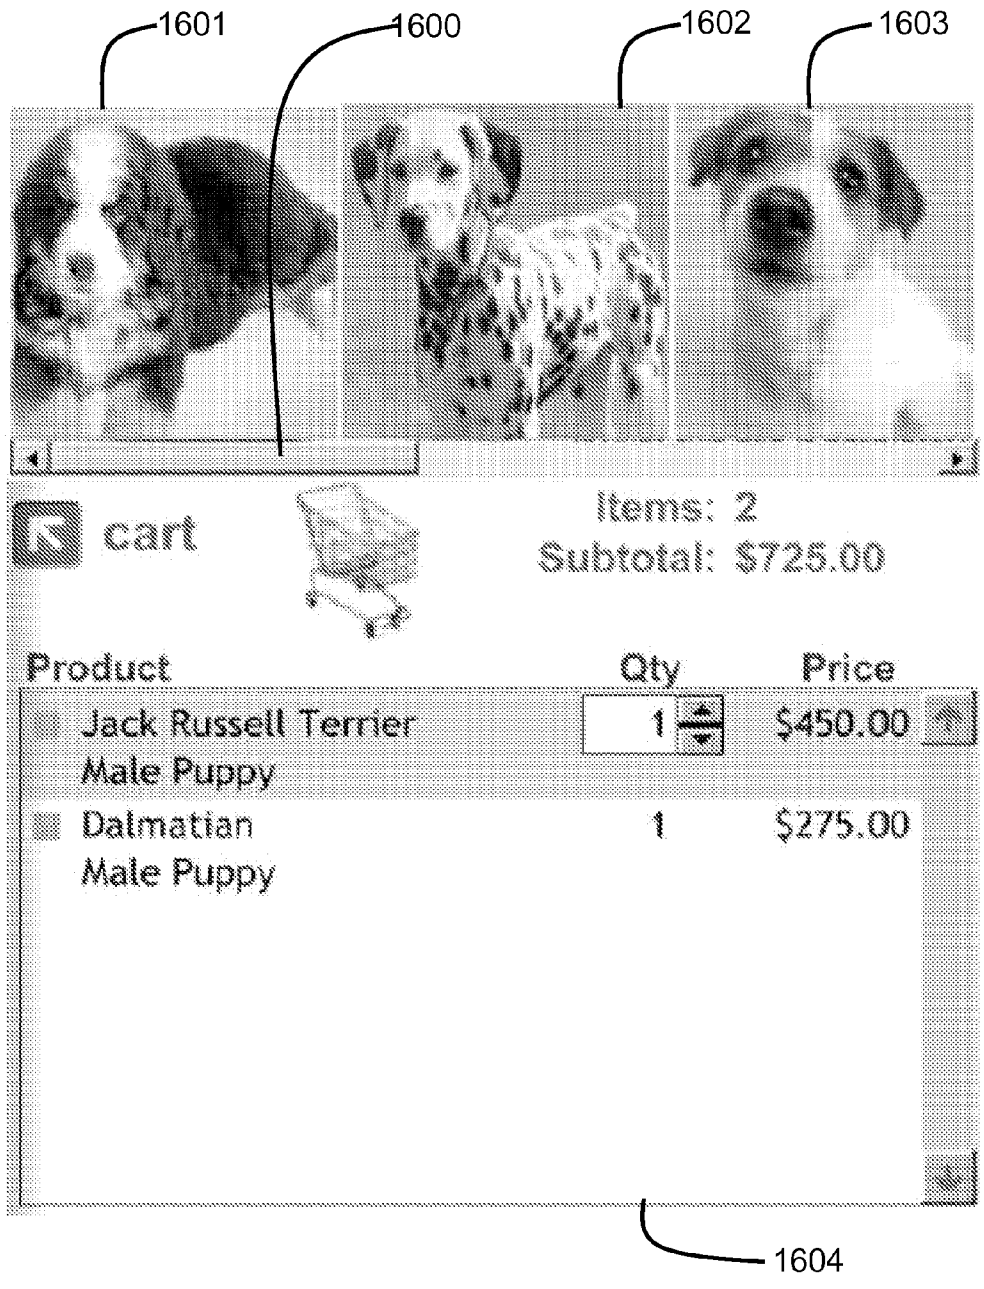 1601 1600 1602 1603
cart
Items: 2
Subtotal: $725.00
Product Qty Price
Jack Russell Terrier 1 $450.00
Male Puppy
Dalmatian 1 $275.00
Male Puppy
1604